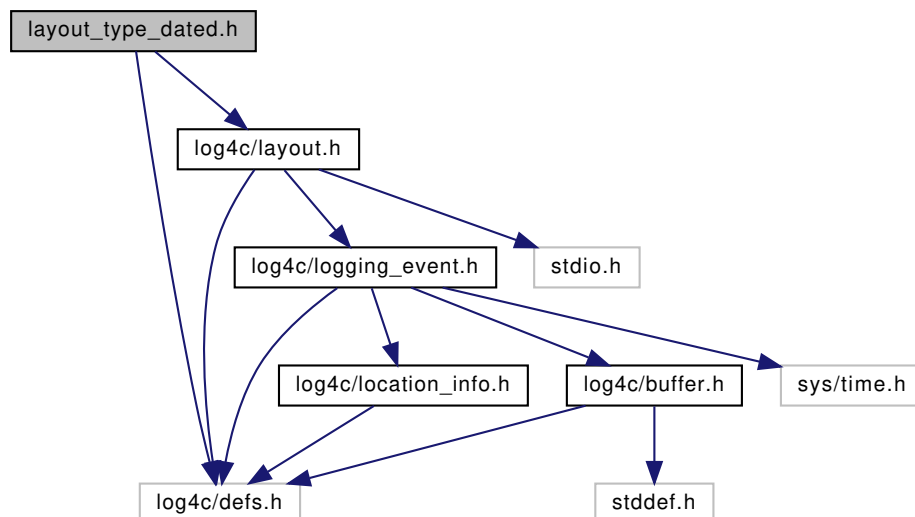 layout_type_dated.h
log4c/layout.h
log4c/logging_event.h
stdio.h
log4c/location_info.h
log4c/buffer.h
sys/time.h
log4c/defs.h
stddef.h